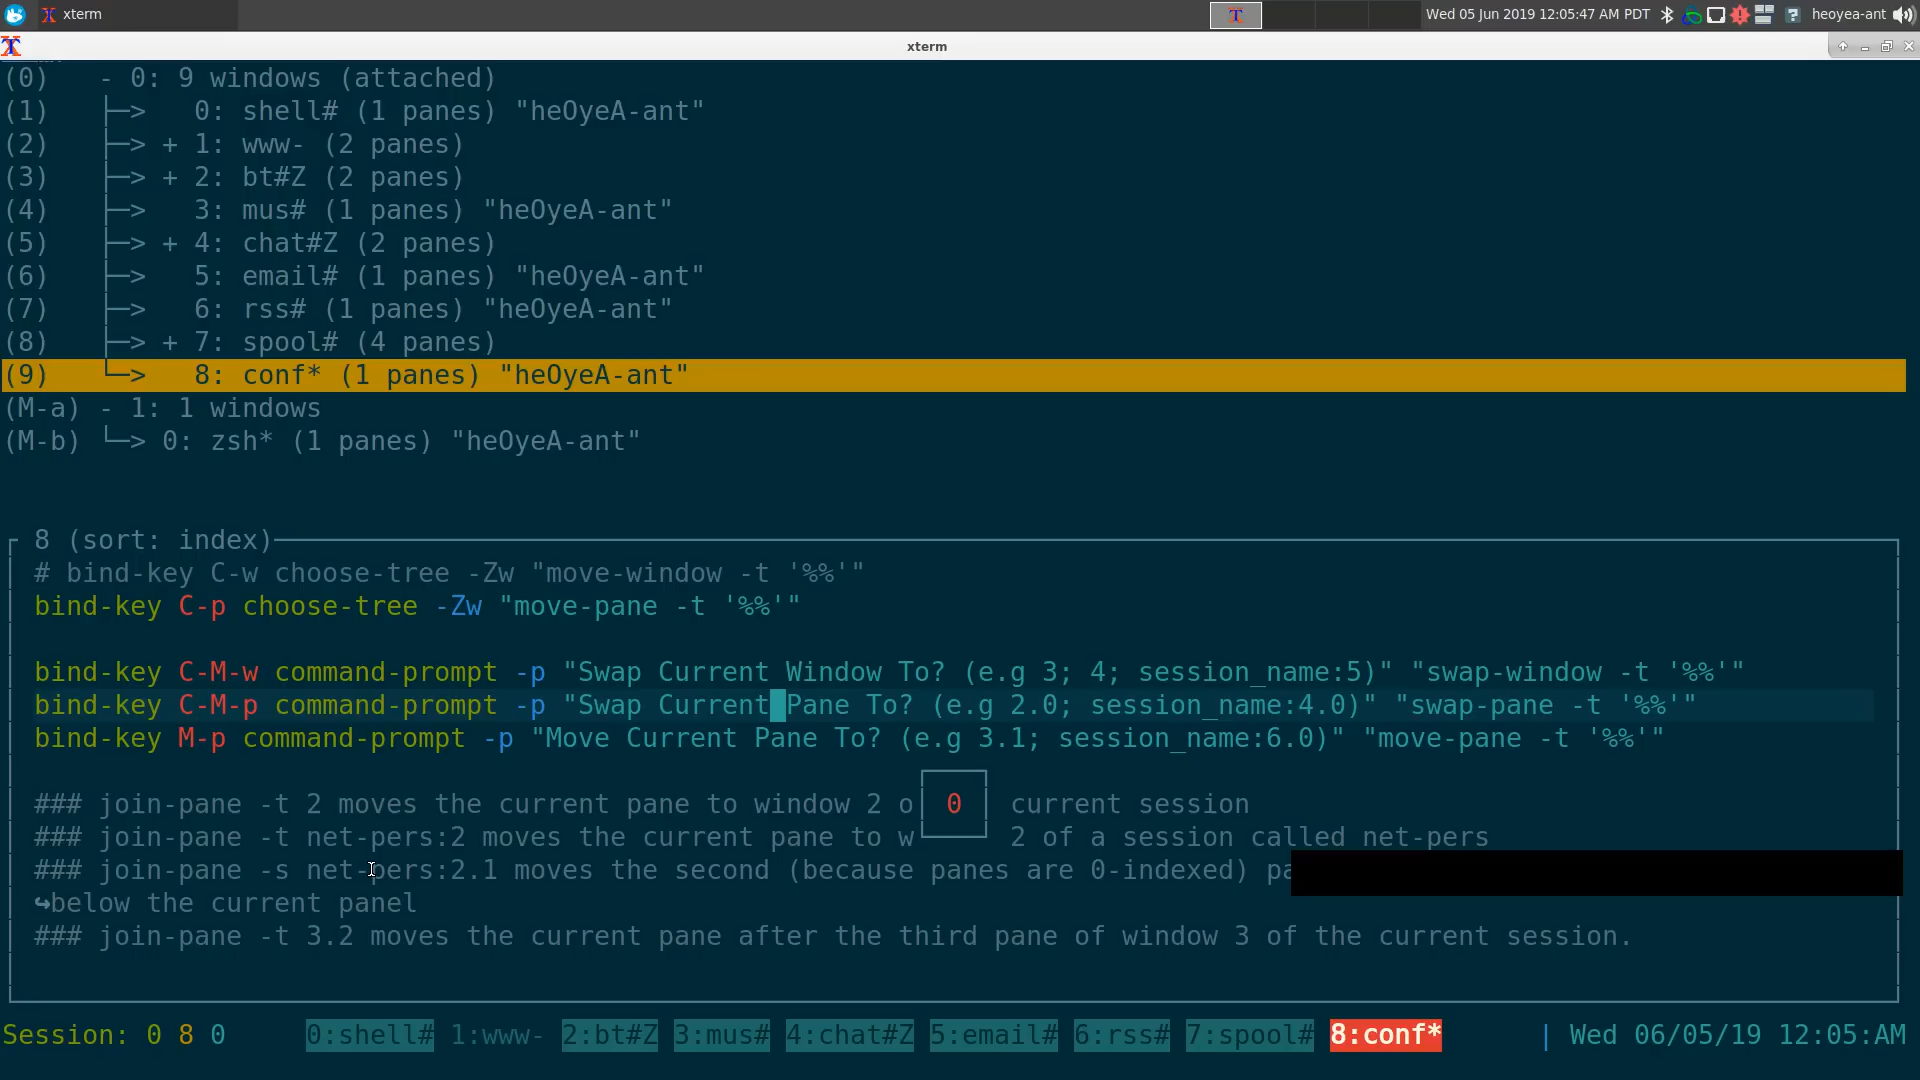 xterm
Wed 05 Jun 2019 12:05:47 AM PDT
heoyea-ant
xterm
(0) - 0: 9 windows (attached)
(1) ├─> 0: shell# (1 panes) "heOyeA-ant"
(2) ├─> + 1: www- (2 panes)
(3) ├─> + 2: bt#Z (2 panes)
(4) ├─> 3: mus# (1 panes) "heOyeA-ant"
(5) ├─> + 4: chat#Z (2 panes)
(6) ├─> 5: email# (1 panes) "heOyeA-ant"
(7) ├─> 6: rss# (1 panes) "heOyeA-ant"
(8) ├─> + 7: spool# (4 panes)
(9) └─> 8: conf* (1 panes) "heOyeA-ant"
(M-a) - 1: 1 windows
(M-b) └─> 0: zsh* (1 panes) "heOyeA-ant"
8 (sort: index)
# bind-key C-w choose-tree -Zw "move-window -t '%%'"
bind-key C-p choose-tree -Zw "move-pane -t '%%'"
bind-key C-M-w command-prompt -p "Swap Current Window To? (e.g 3; 4; session_name:5)" "swap-window -t '%%'"
bind-key C-M-p command-prompt -p "Swap Current Pane To? (e.g 2.0; session_name:4.0)" "swap-pane -t '%%'"
bind-key M-p command-prompt -p "Move Current Pane To? (e.g 3.1; session_name:6.0)" "move-pane -t '%%'"
### join-pane -t 2 moves the current pane to window 2 o 0 current session
### join-pane -t net-pers:2 moves the current pane to w 2 of a session called net-pers
### join-pane -s net-pers:2.1 moves the second (because panes are 0-indexed) pa
↪below the current panel
### join-pane -t 3.2 moves the current pane after the third pane of window 3 of the current session.
Session: 0 8 0 0:shell# 1:www- 2:bt#Z 3:mus# 4:chat#Z 5:email# 6:rss# 7:spool# 8:conf* | Wed 06/05/19 12:05:AM